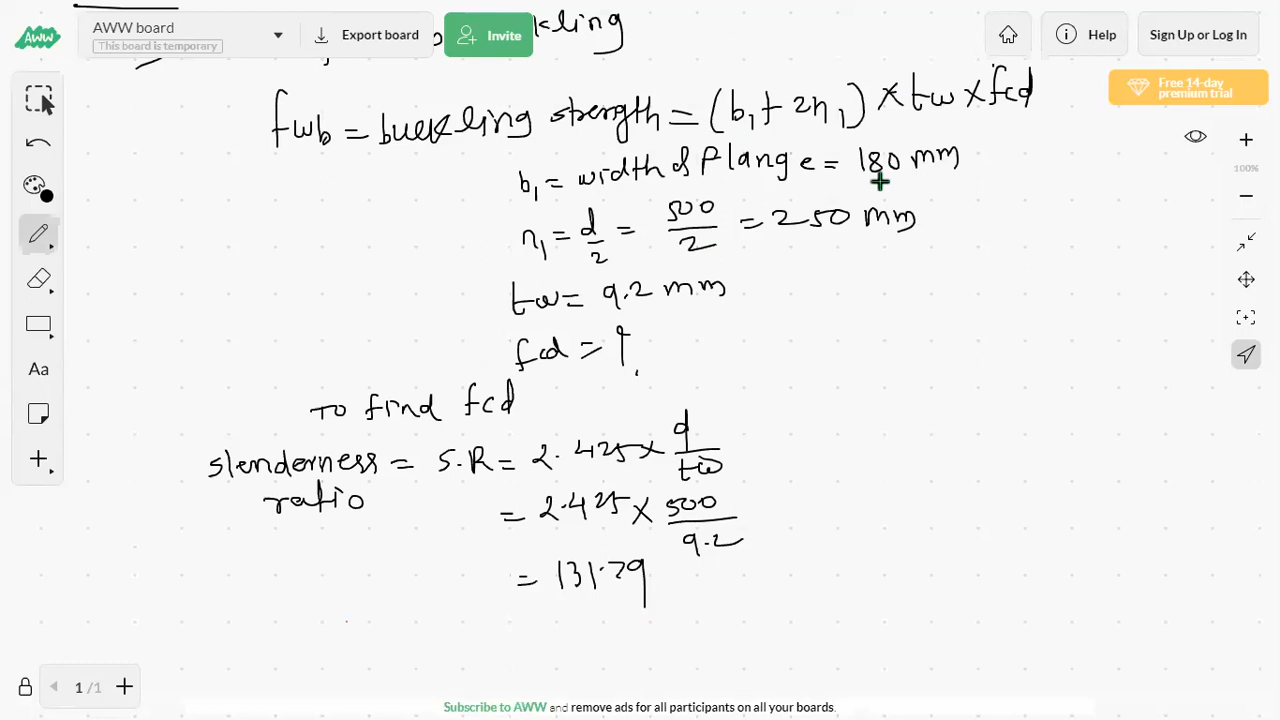 AWW board
This board is temporary
Export board
Invite
kling
Help
Sign Up or Log In
Free 14-day
premium trial
fwb = buckling strength = (b1 + 2n1) × tw × fcd
b1 = width of flange = 180 mm
n1 = d/2 = 500/2 = 250 mm
tw = 9.2 mm
fcd = ?
To find fcd
slenderness ratio = S.R = 2.425 × d/tw
= 2.425 × 500/9.2
= 131.79
100%
Aa
1 / 1
Subscribe to AWW and remove ads for all participants on all your boards.